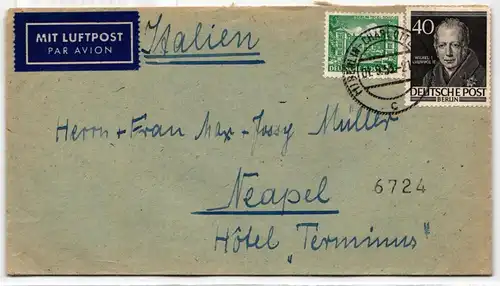 MIT LUFTPOST
PAR AVION
Italien
40
DEUTSCHE POST
BERLIN
Herrn + Frau Max-Jossy Müller
Neapel
6724
Hôtel „Terminus"